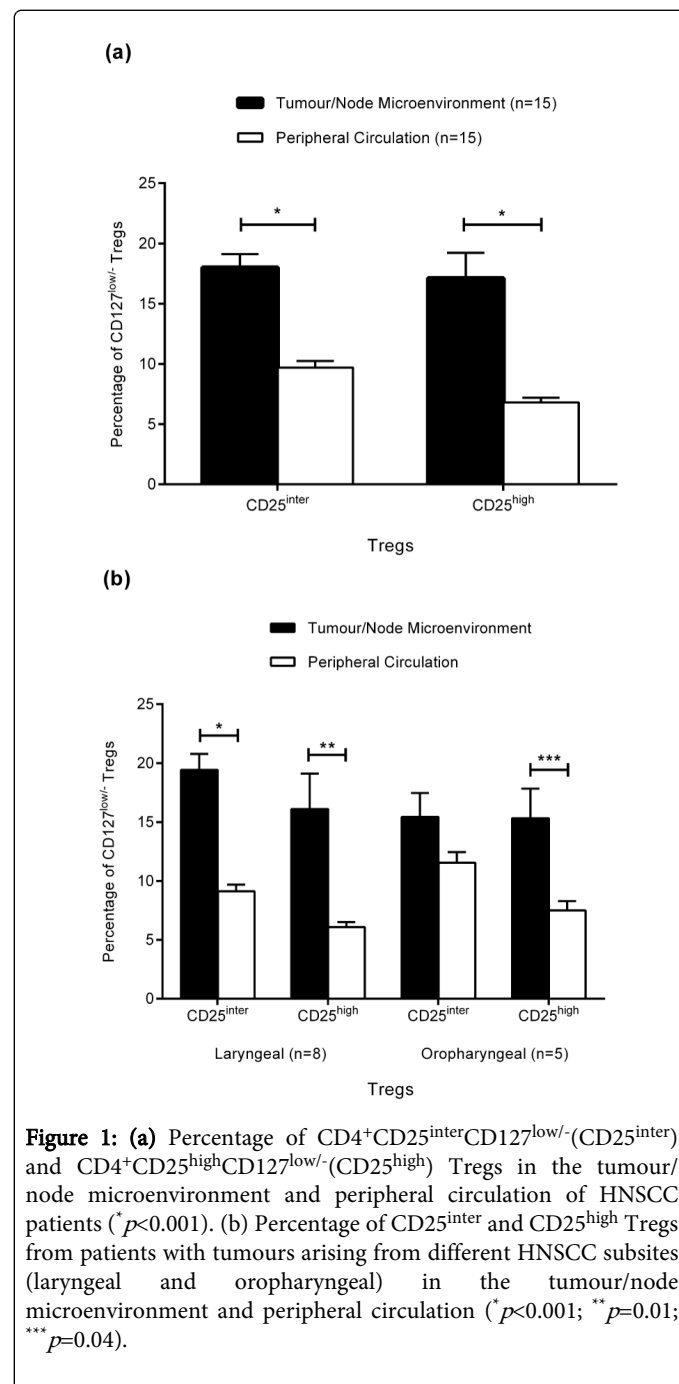 (a)
Tumour/Node Microenvironment (n=15)
Peripheral Circulation (n=15)
Percentage of CD127low/- Tregs
25
20
15
10
5
0
*
*
CD25inter
CD25high
Tregs
(b)
Tumour/Node Microenvironment
Peripheral Circulation
Percentage of CD127low/- Tregs
25
20
15
10
5
0
*
**
***
CD25inter
CD25high
CD25inter
CD25high
Laryngeal (n=8)
Oropharyngeal (n=5)
Tregs
Figure 1: (a) Percentage of CD4+CD25interCD127low/-(CD25inter)
and CD4+CD25highCD127low/-(CD25high) Tregs in the tumour/
node microenvironment and peripheral circulation of HNSCC
patients (*p<0.001). (b) Percentage of CD25inter and CD25high Tregs
from patients with tumours arising from different HNSCC subsites
(laryngeal and oropharyngeal) in the tumour/node
microenvironment and peripheral circulation (*p<0.001; **p=0.01;
***p=0.04).